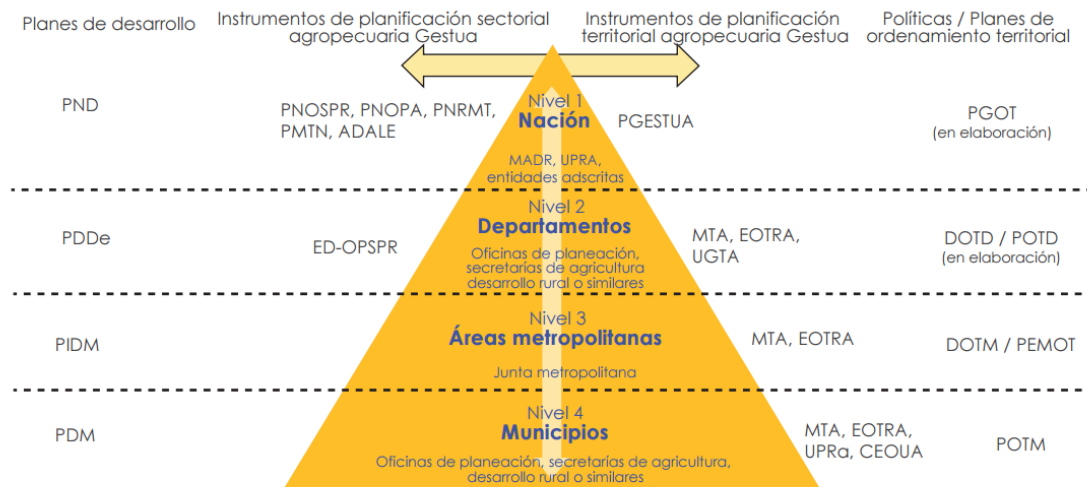 Planes de desarrollo
Instrumentos de planificación sectorial
agropecuaria Gestua
Instrumentos de planificación
territorial agropecuaria Gestua
Políticas / Planes de
ordenamiento territorial
PND
PNOSPR, PNOPA, PNRMT,
PMTN, ADALE
Nivel 1
Nación
MADR, UPRA,
entidades adscritas
PGESTUA
PGOT
(en elaboración)
PDDe
ED-OPSPR
Nivel 2
Departamentos
Oficinas de planeación,
secretarías de agricultura
desarrollo rural o similares
MTA, EOTRA,
UGTA
DOTD / POTD
(en elaboración)
PIDM
Nivel 3
Áreas metropolitanas
Junta metropolitana
MTA, EOTRA
DOTM / PEMOT
PDM
Nivel 4
Municipios
Oficinas de planeación, secretarías de agricultura,
desarrollo rural o similares
MTA, EOTRA,
UPRa, CEOUA
POTM